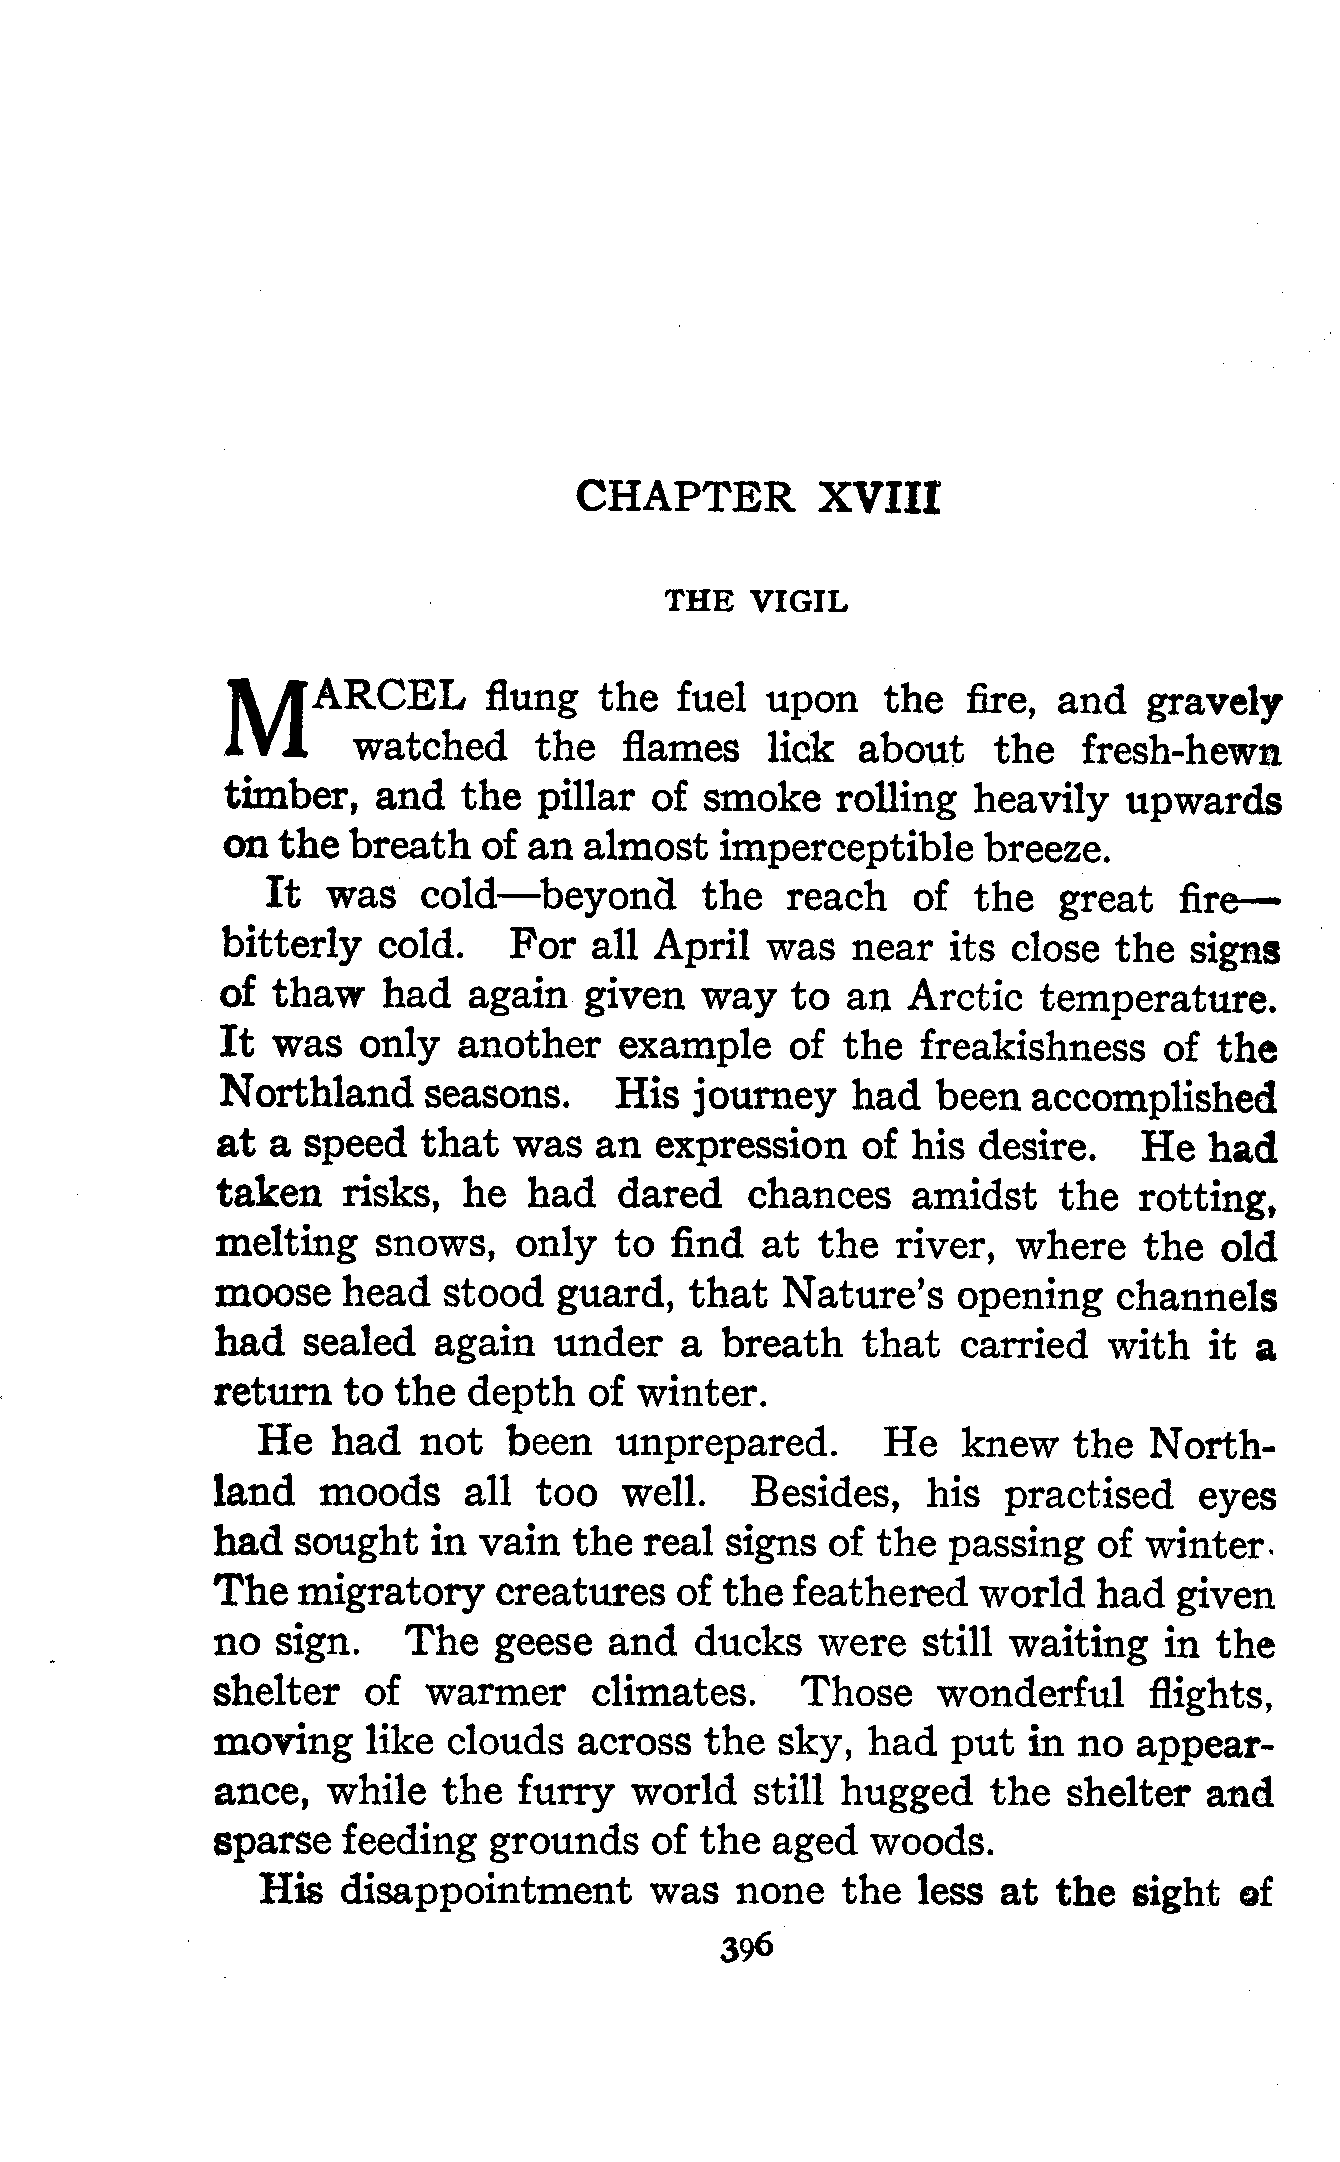 CHAPTER XVIII
THE VIGIL
MARCEL flung the fuel upon the fire, and gravely
watched the flames lick about the fresh-hewn
timber, and the pillar of smoke rolling heavily upwards
on the breath of an almost imperceptible breeze.
It was cold—beyond the reach of the great fire—
bitterly cold. For all April was near its close the signs
of thaw had again given way to an Arctic temperature.
It was only another example of the freakishness of the
Northland seasons. His journey had been accomplished
at a speed that was an expression of his desire. He had
taken risks, he had dared chances amidst the rotting,
melting snows, only to find at the river, where the old
moose head stood guard, that Nature's opening channels
had sealed again under a breath that carried with it a
return to the depth of winter.
He had not been unprepared. He knew the North-
land moods all too well. Besides, his practised eyes
had sought in vain the real signs of the passing of winter.
The migratory creatures of the feathered world had given
no sign. The geese and ducks were still waiting in the
shelter of warmer climates. Those wonderful flights,
moving like clouds across the sky, had put in no appear-
ance, while the furry world still hugged the shelter and
sparse feeding grounds of the aged woods.
His disappointment was none the less at the sight of
396